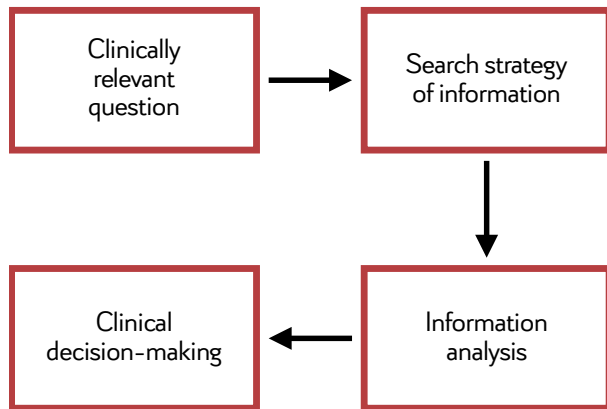 Clinically
relevant
question
Search strategy
of information
Clinical
decision-making
Information
analysis